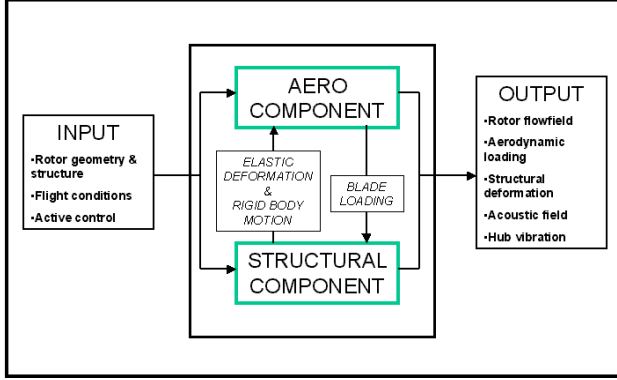 INPUT
▪Rotor geometry &
structure
▪Flight conditions
▪Active control
AERO
COMPONENT
ELASTIC
DEFORMATION
&
RIGID BODY
MOTION
BLADE
LOADING
STRUCTURAL
COMPONENT
OUTPUT
▪Rotor flowfield
▪Aerodynamic
loading
▪Structural
deformation
▪Acoustic field
▪Hub vibration